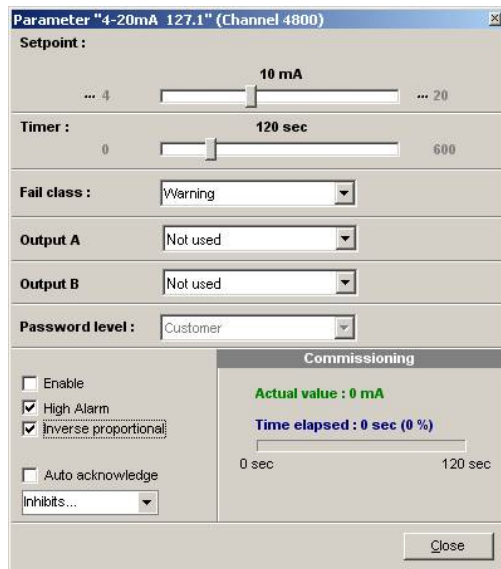 Parameter "4-20mA 127.1" (Channel 4800)
Setpoint :
10 mA
... 4
... 20
Timer :
120 sec
0
600
Fail class :
Warning
Output A
Not used
Output B
Not used
Password level :
Customer
Commissioning
Enable
High Alarm
Inverse proportional
Auto acknowledge
Inhibits...
Actual value : 0 mA
Time elapsed : 0 sec (0 %)
0 sec
120 sec
Close